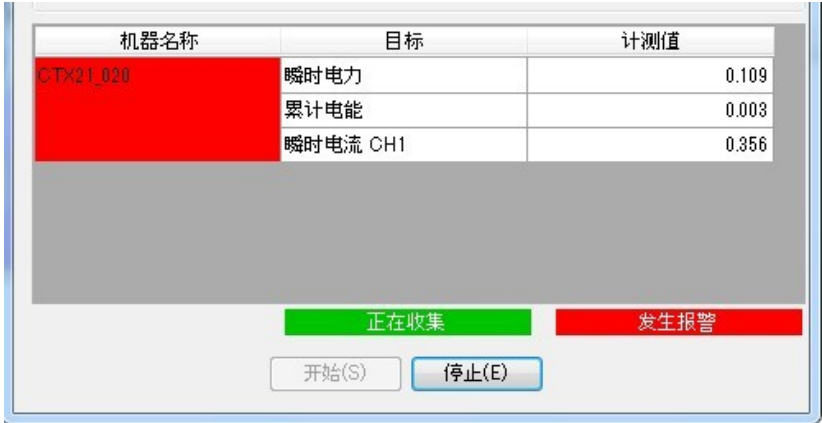 机器名称 目标 计测值
CTX21_020 瞬时电力 0.109
累计电能 0.003
瞬时电流 CH1 0.356
正在收集 发生报警
开始(S) 停止(E)